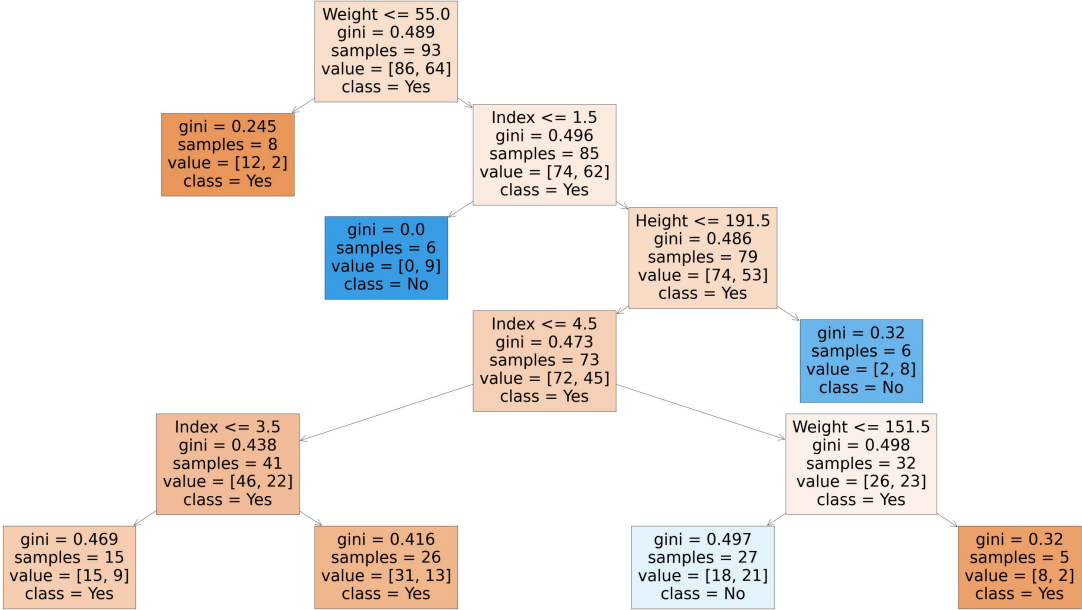 Weight <= 55.0
gini = 0.489
samples = 93
value = [86, 64]
class = Yes
gini = 0.245
samples = 8
value = [12, 2]
class = Yes
Index <= 1.5
gini = 0.496
samples = 85
value = [74, 62]
class = Yes
gini = 0.0
samples = 6
value = [0, 9]
class = No
Height <= 191.5
gini = 0.486
samples = 79
value = [74, 53]
class = Yes
Index <= 4.5
gini = 0.473
samples = 73
value = [72, 45]
class = Yes
gini = 0.32
samples = 6
value = [2, 8]
class = No
Index <= 3.5
gini = 0.438
samples = 41
value = [46, 22]
class = Yes
Weight <= 151.5
gini = 0.498
samples = 32
value = [26, 23]
class = Yes
gini = 0.469
samples = 15
value = [15, 9]
class = Yes
gini = 0.416
samples = 26
value = [31, 13]
class = Yes
gini = 0.497
samples = 27
value = [18, 21]
class = No
gini = 0.32
samples = 5
value = [8, 2]
class = Yes